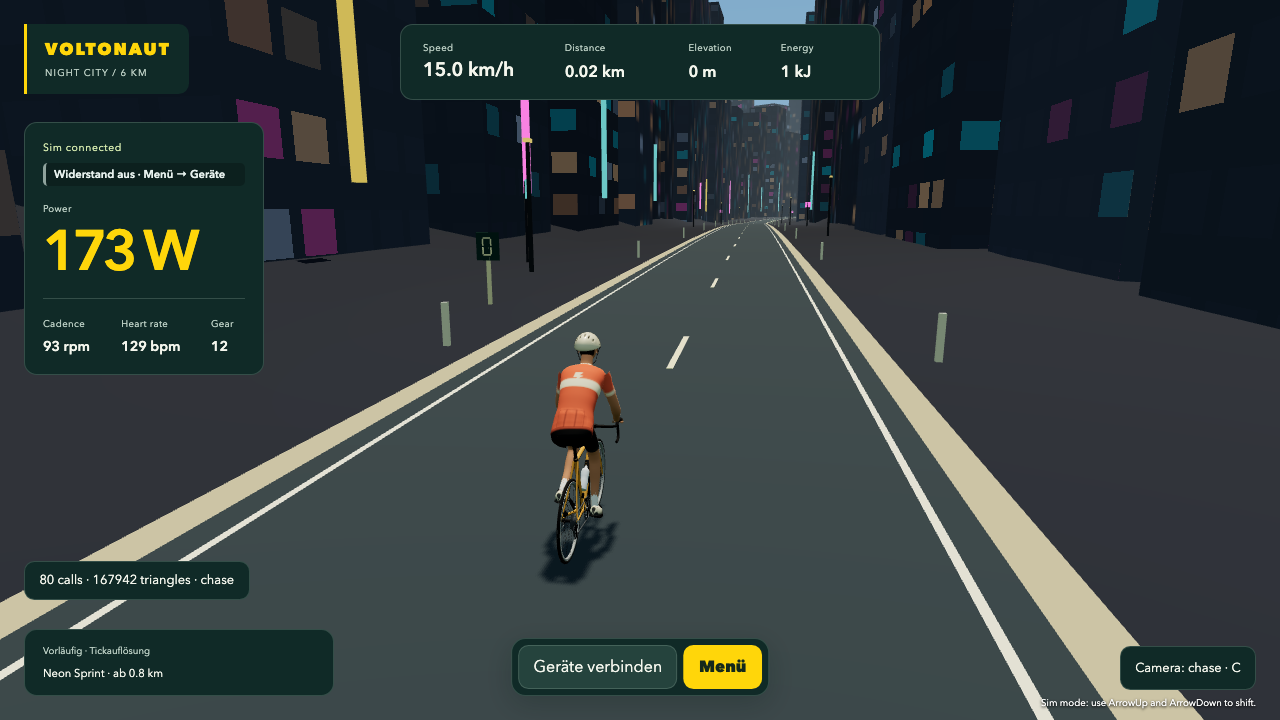 VOLTONAUT
NIGHT CITY / 6 KM
Speed
15.0 km/h
Distance
0.02 km
Elevation
0 m
Energy
1 kJ
Sim connected
Widerstand aus · Menü → Geräte
Power
173 W
Cadence
93 rpm
Heart rate
129 bpm
Gear
12
0
80 calls · 167942 triangles · chase
Vorläufig · Tickauflösung
Neon Sprint · ab 0.8 km
Geräte verbinden
Menü
Camera: chase · C
Sim mode: use ArrowUp and ArrowDown to shift.